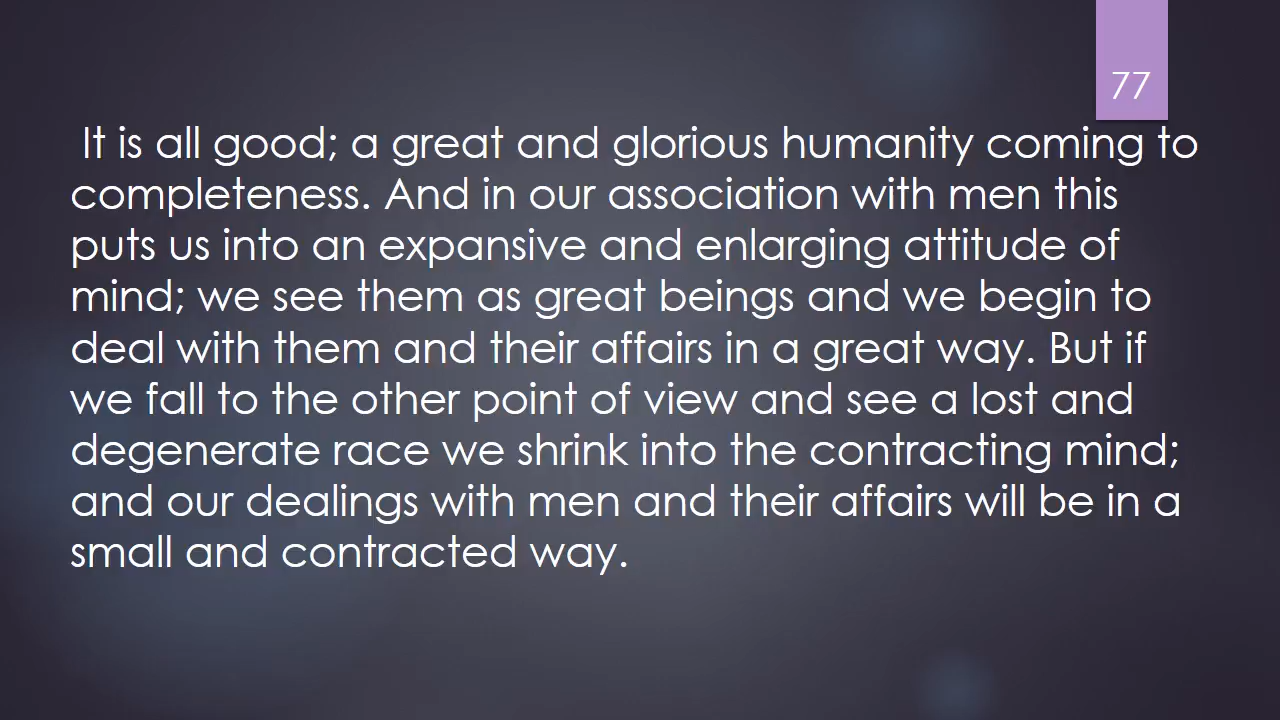 77
It is all good; a great and glorious humanity coming to
completeness. And in our association with men this
puts us into an expansive and enlarging attitude of
mind; we see them as great beings and we begin to
deal with them and their affairs in a great way. But if
we fall to the other point of view and see a lost and
degenerate race we shrink into the contracting mind;
and our dealings with men and their affairs will be in a
small and contracted way.